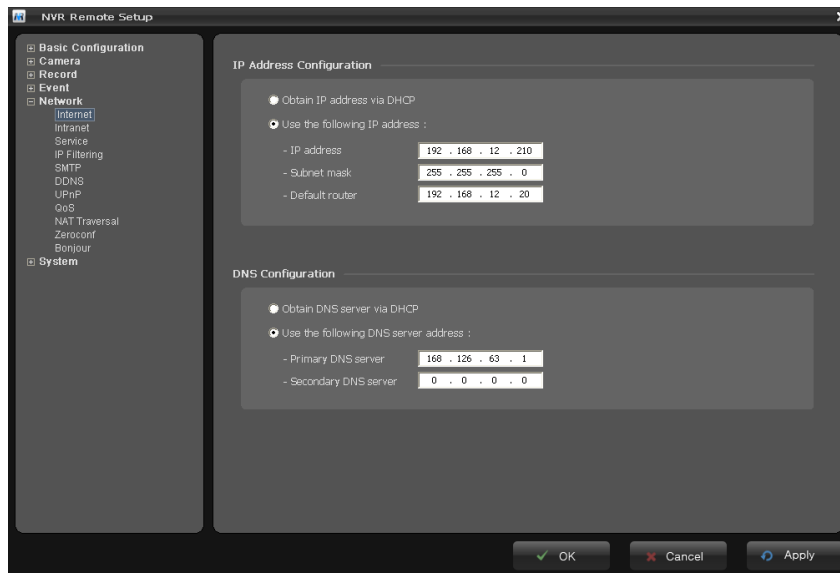 NVR Remote Setup
Basic Configuration
Camera
Record
Event
Network
Internet
Intranet
Service
IP Filtering
SMTP
DDNS
UPnP
QoS
NAT Traversal
Zeroconf
Bonjour
System
IP Address Configuration
Obtain IP address via DHCP
Use the following IP address :
- IP address 192 . 168 . 12 . 210
- Subnet mask 255 . 255 . 255 . 0
- Default router 192 . 168 . 12 . 20
DNS Configuration
Obtain DNS server via DHCP
Use the following DNS server address :
- Primary DNS server 168 . 126 . 63 . 1
- Secondary DNS server 0 . 0 . 0 . 0
OK Cancel Apply